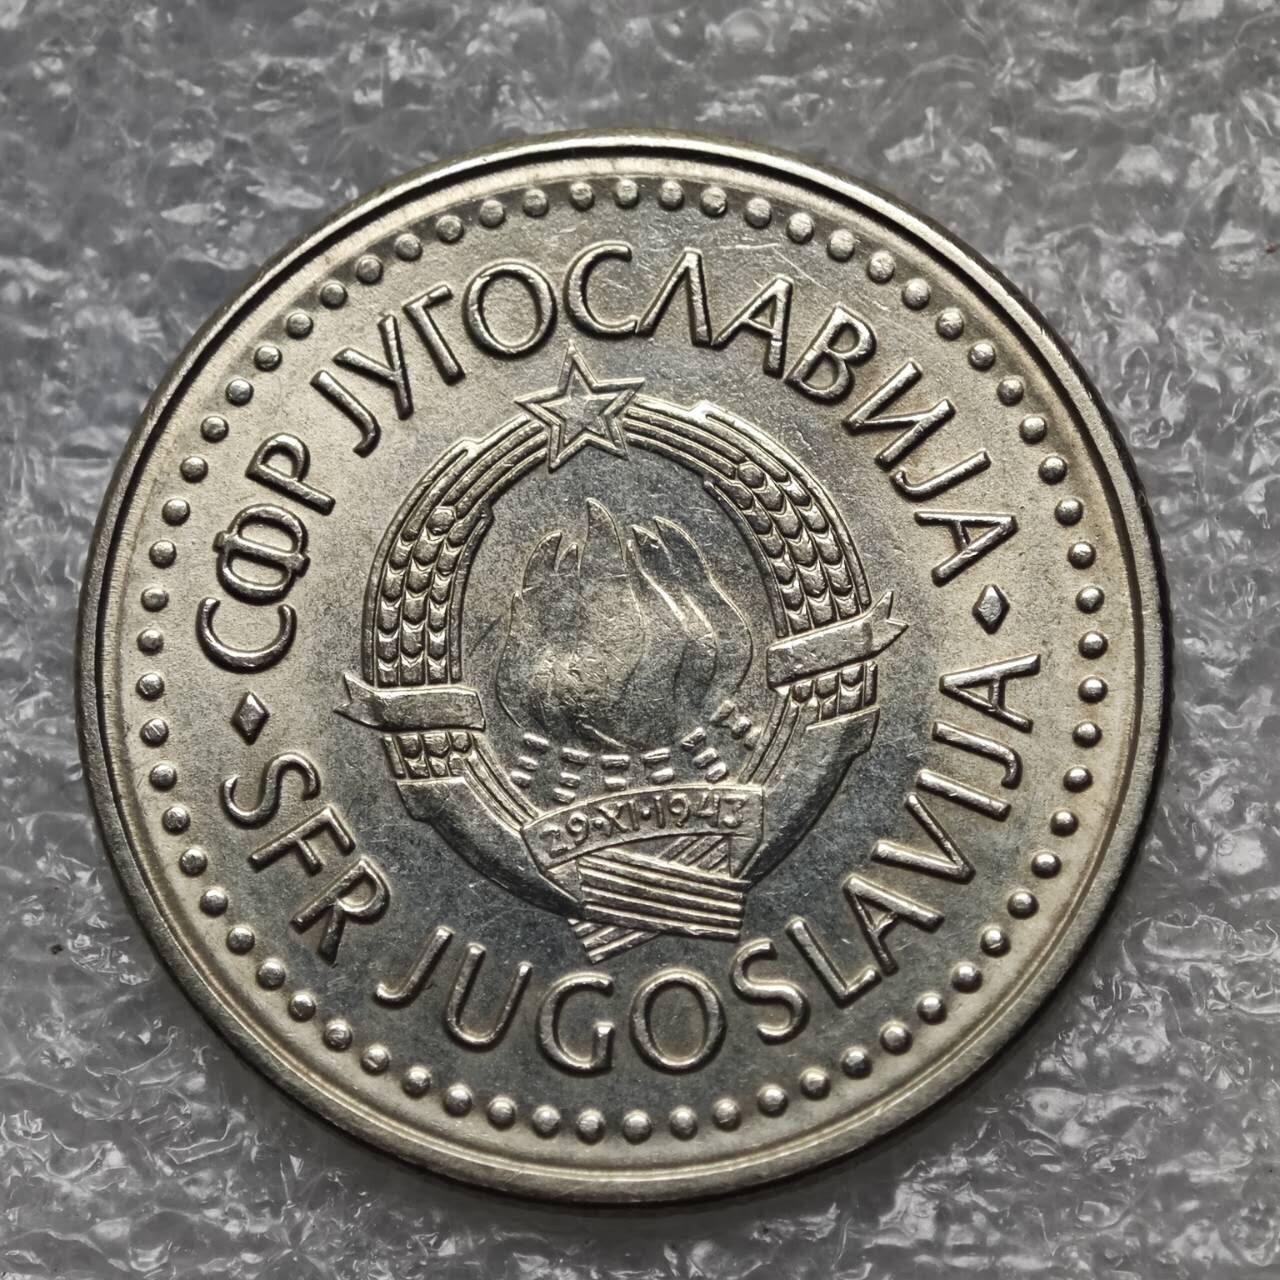 СФР ЈУГОСЛАВИЈА
29·XI·1943
SFR JUGOSLAVIJA